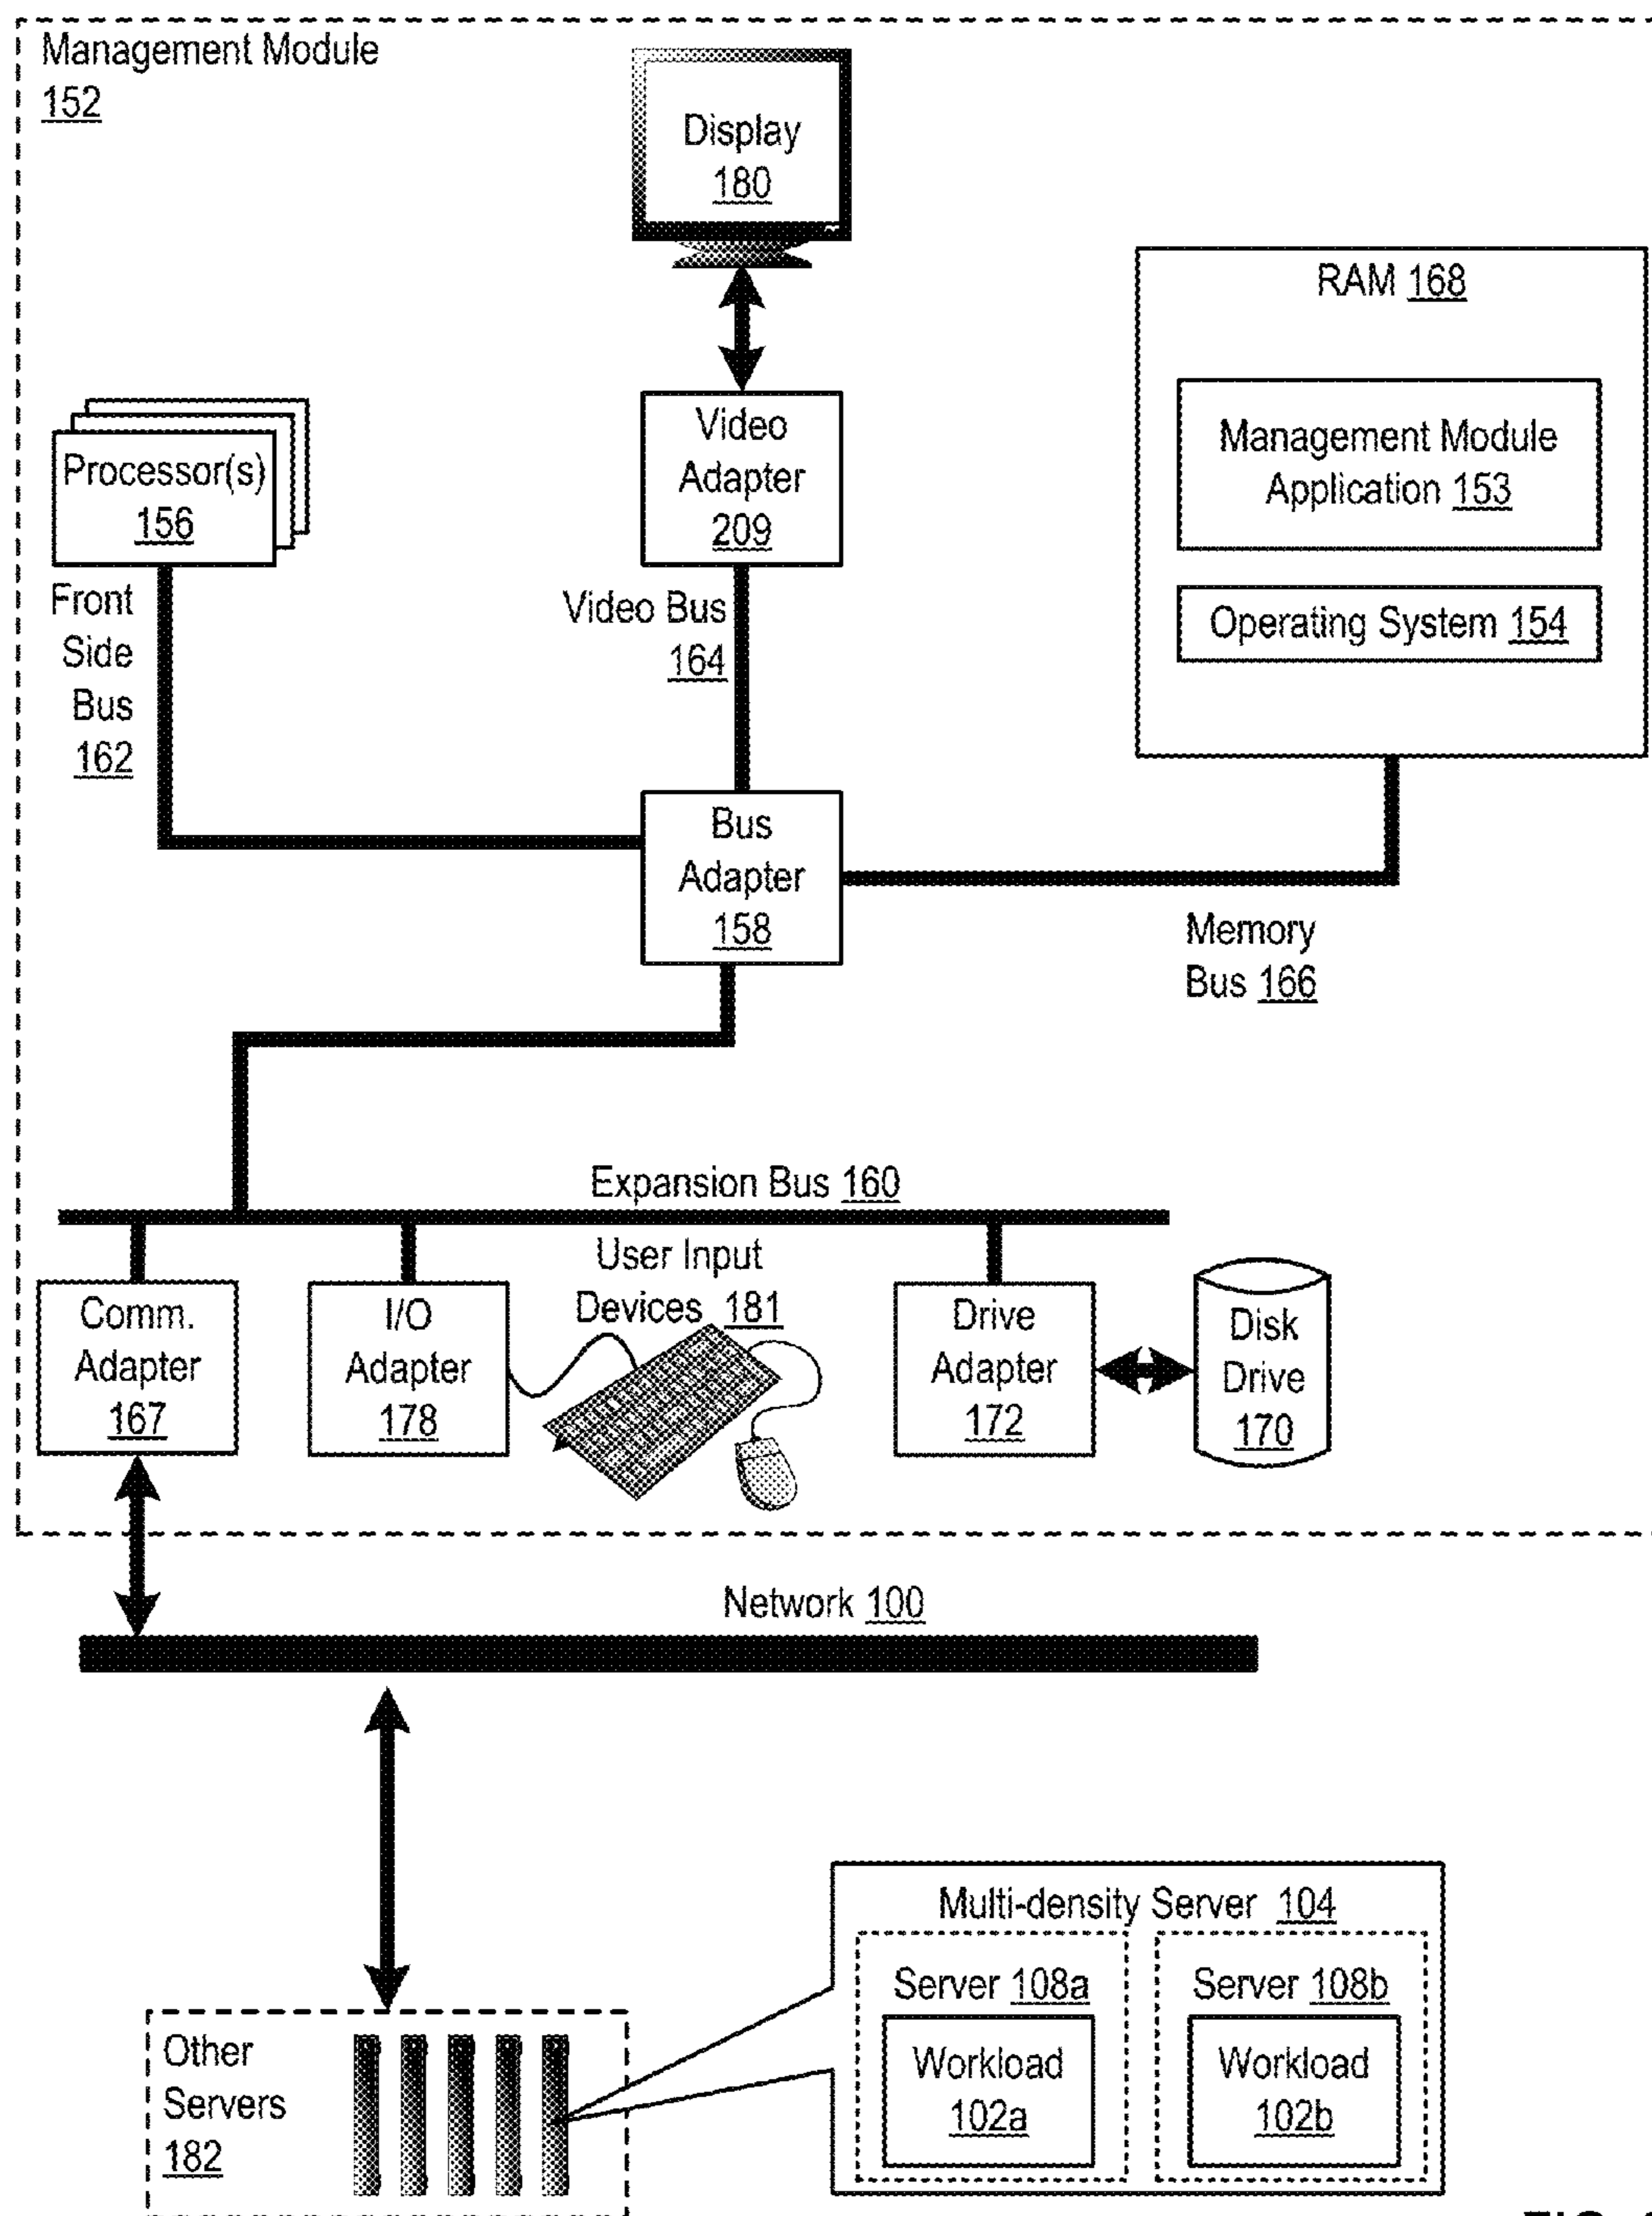 Management Module
152
Display
180
RAM 168
Management Module
Application 153
Operating System 154
Processor(s)
156
Video
Adapter
209
Front
Side
Bus
162
Video Bus
164
Bus
Adapter
158
Memory
Bus 166
Expansion Bus 160
Comm.
Adapter
167
I/O
Adapter
178
User Input
Devices 181
Drive
Adapter
172
Disk
Drive
170
Network 100
Other
Servers
182
Multi-density Server 104
Server 108a
Workload
102a
Server 108b
Workload
102b